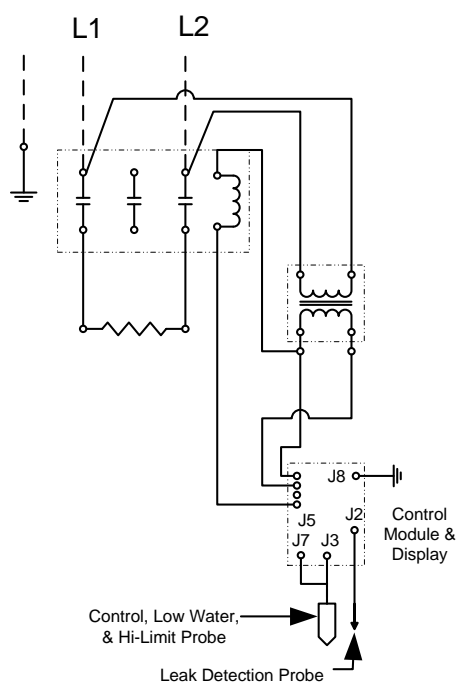 L1
L2
J8
J5
J2
J7
J3
Control
Module &
Display
Control, Low Water,
& Hi-Limit Probe
Leak Detection Probe